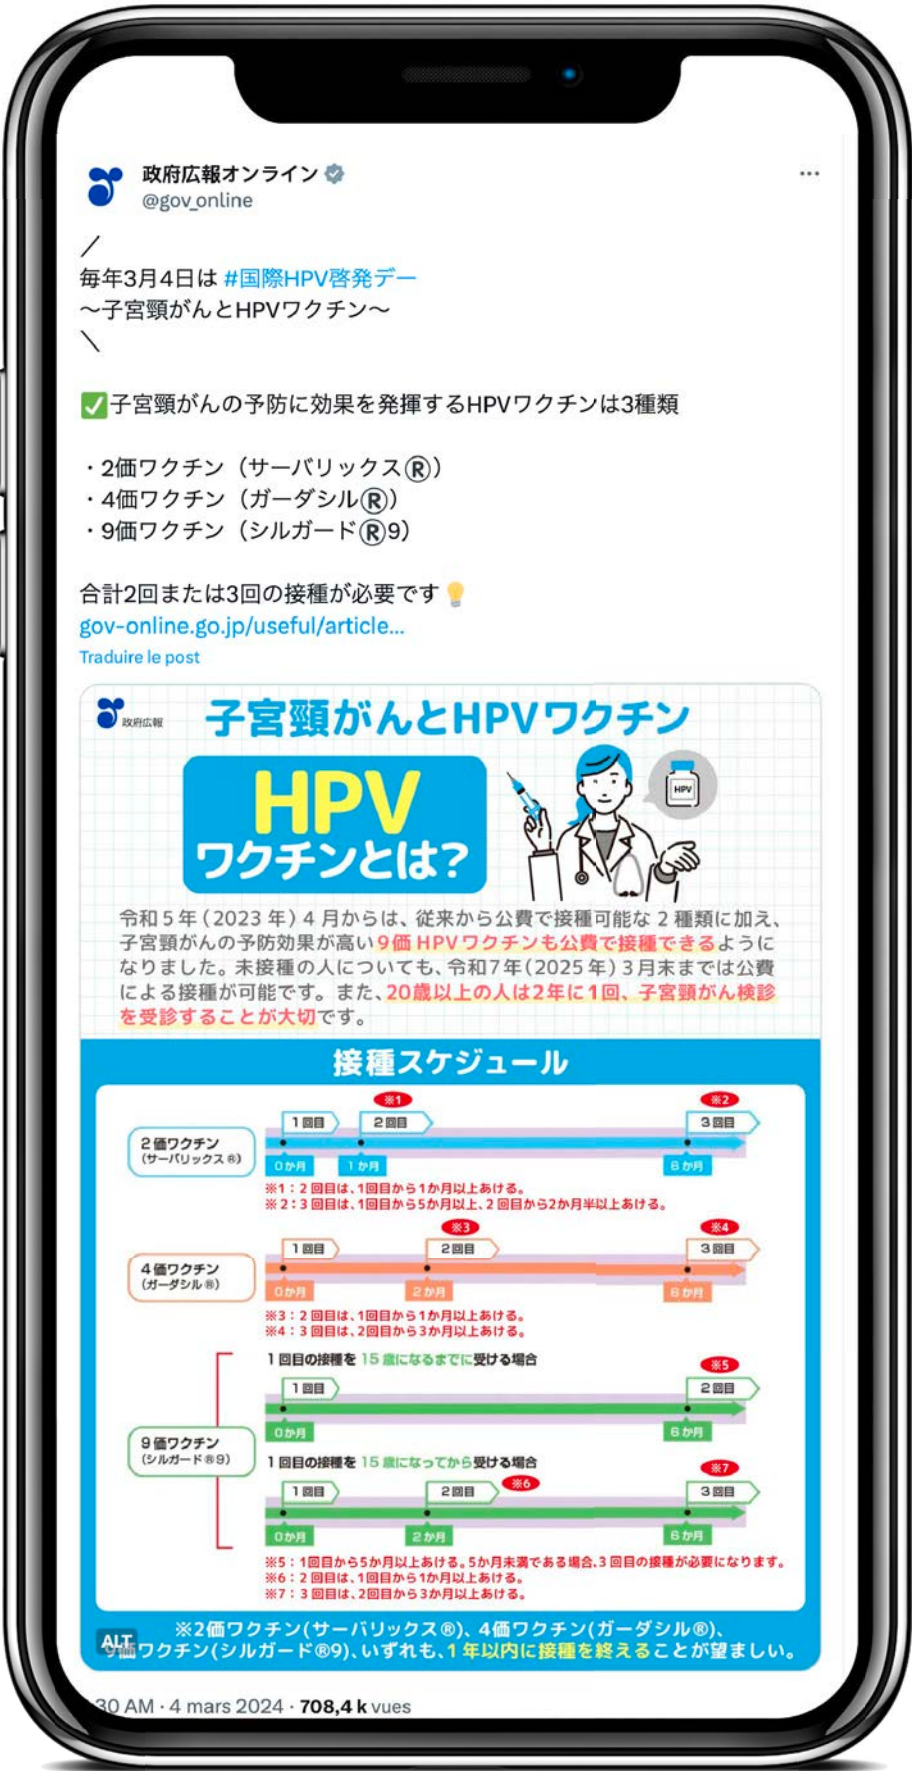 政府広報オンライン
@gov_online
／
毎年3月4日は #国際HPV啓発デー
～子宮頸がんとHPVワクチン～
＼
✅子宮頸がんの予防に効果を発揮するHPVワクチンは3種類
・2価ワクチン（サーバリックス®）
・4価ワクチン（ガーダシル®）
・9価ワクチン（シルガード®9）
合計2回または3回の接種が必要です💡
gov-online.go.jp/useful/article...
Traduire le post
政府広報
子宮頸がんとHPVワクチン
HPV
ワクチンとは?
HPV
令和5年(2023年)4月からは、従来から公費で接種可能な2種類に加え、
子宮頸がんの予防効果が高い9価HPVワクチンも公費で接種できるように
なりました。未接種の人についても、令和7年(2025年)3月末までは公費
による接種が可能です。また、20歳以上の人は2年に1回、子宮頸がん検診
を受診することが大切です。
接種スケジュール
※1 ※2
1回目 2回目 3回目
2価ワクチン
(サーバリックス®)
0か月 1か月 6か月
※1:2回目は、1回目から1か月以上あける。
※2:3回目は、1回目から5か月以上、2回目から2か月半以上あける。
※3 ※4
1回目 2回目 3回目
4価ワクチン
(ガーダシル®)
0か月 2か月 6か月
※3:2回目は、1回目から1か月以上あける。
※4:3回目は、2回目から3か月以上あける。
1回目の接種を15歳になるまでに受ける場合
※5
1回目 2回目
0か月 6か月
9価ワクチン
(シルガード®9)
1回目の接種を15歳になってから受ける場合
※7
1回目 2回目 ※6 3回目
0か月 2か月 6か月
※5:1回目から5か月以上あける。5か月未満である場合、3回目の接種が必要になります。
※6:2回目は、1回目から1か月以上あける。
※7:3回目は、2回目から3か月以上あける。
※2価ワクチン(サーバリックス®)、4価ワクチン(ガーダシル®)、
ALT
9価ワクチン(シルガード®9)、いずれも、1年以内に接種を終えることが望ましい。
:30 AM · 4 mars 2024 · 708,4 k vues